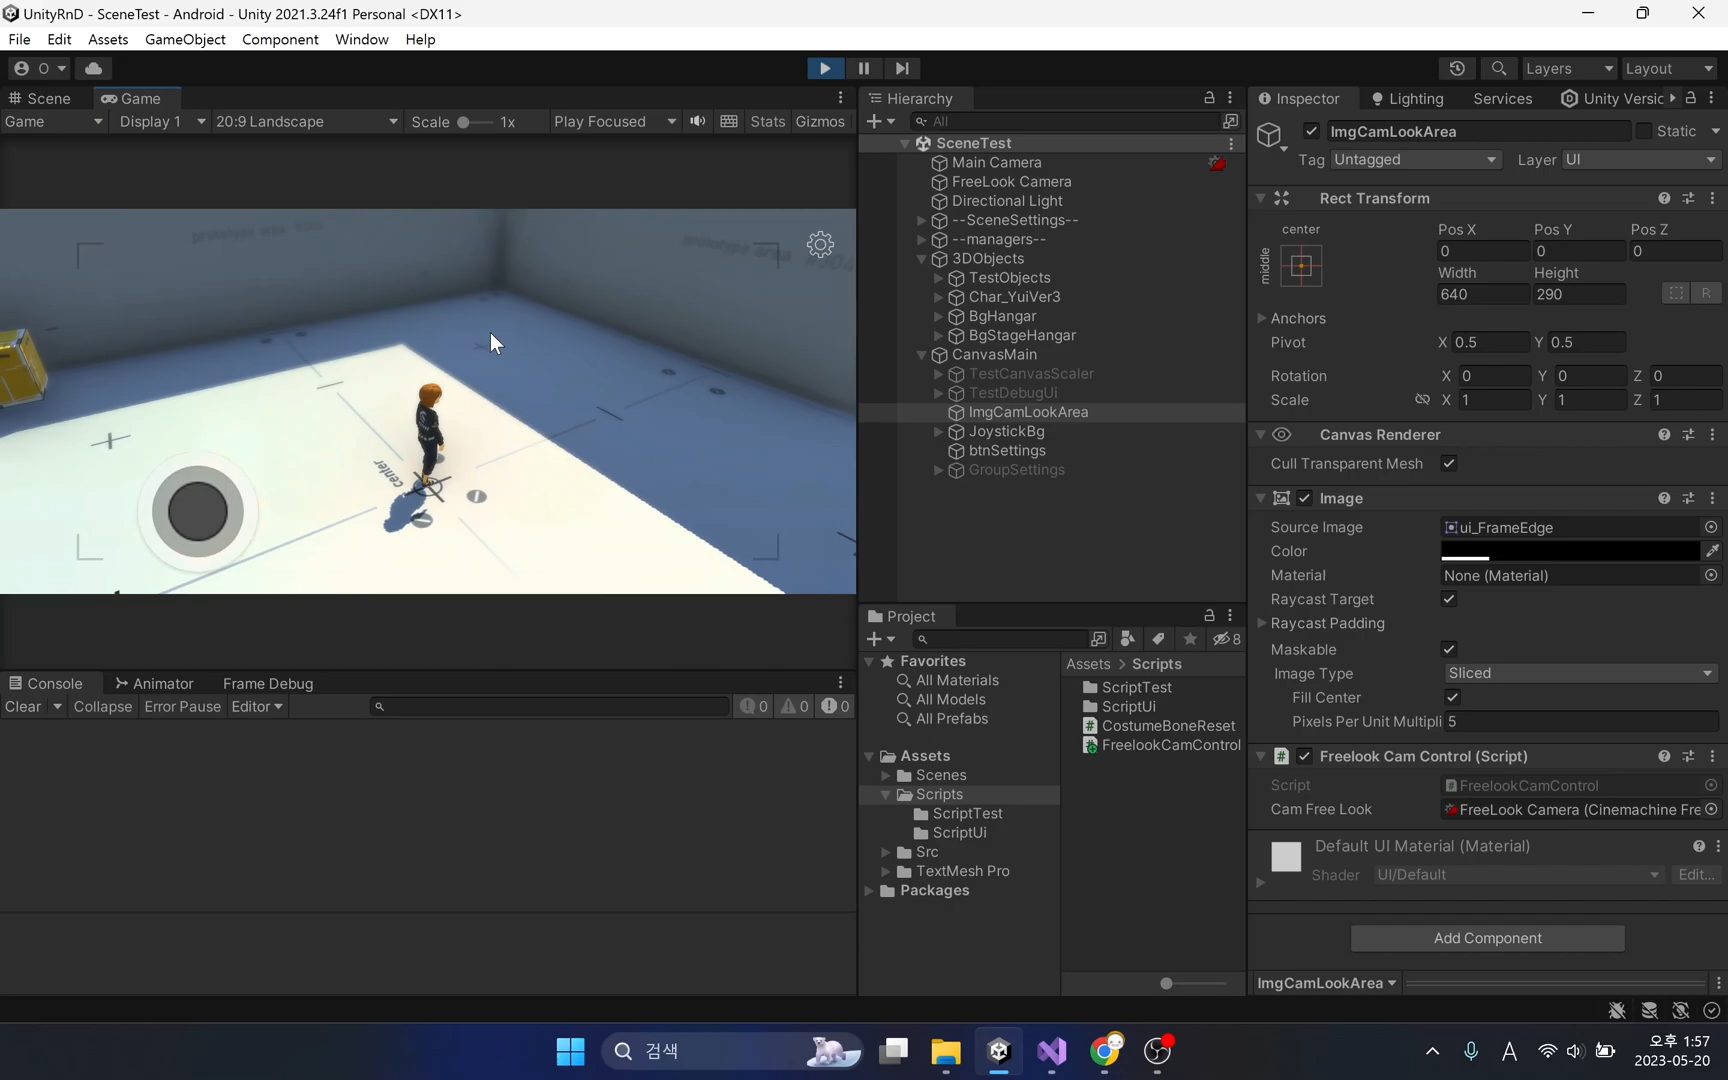 UnityRnD - SceneTest - Android - Unity 2021.3.24f1 Personal <DX11>
File Edit Assets GameObject Component Window Help
O Layers Layout
Scene Game
Game Display 1 20:9 Landscape Scale 1x Play Focused Stats Gizmos
center
Console Animator Frame Debug
Clear Collapse Error Pause Editor 0 0 0
Hierarchy
All
SceneTest
Main Camera
FreeLook Camera
Directional Light
--SceneSettings--
--managers--
3DObjects
TestObjects
Char_YuiVer3
BgHangar
BgStageHangar
CanvasMain
TestCanvasScaler
TestDebugUi
ImgCamLookArea
JoystickBg
btnSettings
GroupSettings
Project
8
Favorites
All Materials
All Models
All Prefabs
Assets
Scenes
Scripts
ScriptTest
ScriptUi
Src
TextMesh Pro
Packages
Assets > Scripts
ScriptTest
ScriptUi
CostumeBoneReset
FreelookCamControl
Inspector Lighting Services Unity Versic
ImgCamLookArea Static
Tag Untagged Layer UI
Rect Transform
center Pos X Pos Y Pos Z
middle 0 0 0
Width Height
640 290 R
Anchors
Pivot X 0.5 Y 0.5
Rotation X 0 Y 0 Z 0
Scale X 1 Y 1 Z 1
Canvas Renderer
Cull Transparent Mesh
Image
Source Image ui_FrameEdge
Color
Material None (Material)
Raycast Target
Raycast Padding
Maskable
Image Type Sliced
Fill Center
Pixels Per Unit Multipli 5
Freelook Cam Control (Script)
Script FreelookCamControl
Cam Free Look FreeLook Camera (Cinemachine Fre
Default UI Material (Material)
Shader UI/Default Edit...
Add Component
ImgCamLookArea
검색 A 오후 1:57
2023-05-20